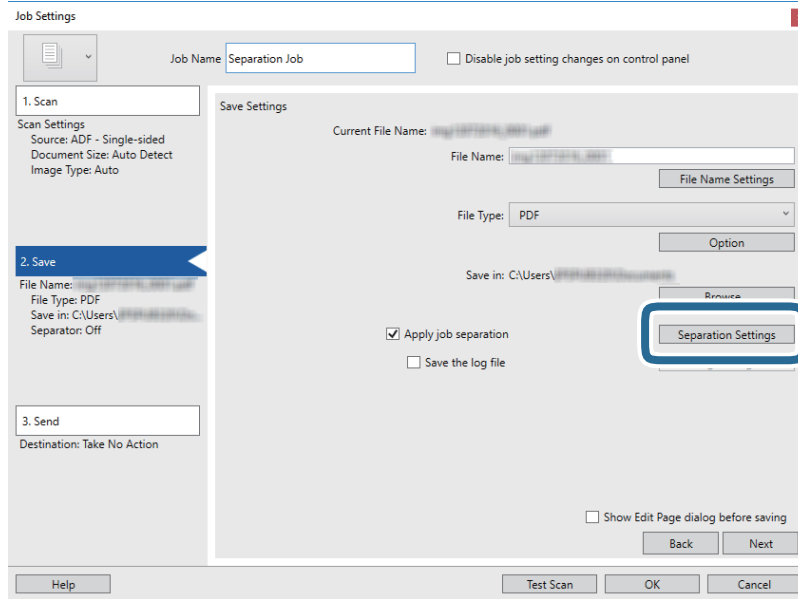 Job Settings
Job Name Separation Job
Disable job setting changes on control panel
1. Scan
Scan Settings
Source: ADF - Single-sided
Document Size: Auto Detect
Image Type: Auto
2. Save
File Name:
File Type: PDF
Save in: C:\Users\
Separator: Off
3. Send
Destination: Take No Action
Save Settings
Current File Name:
File Name:
File Name Settings
File Type: PDF
Option
Save in: C:\Users\
Browse
Apply job separation
Separation Settings
Save the log file
Show Edit Page dialog before saving
Back Next
Help Test Scan OK Cancel